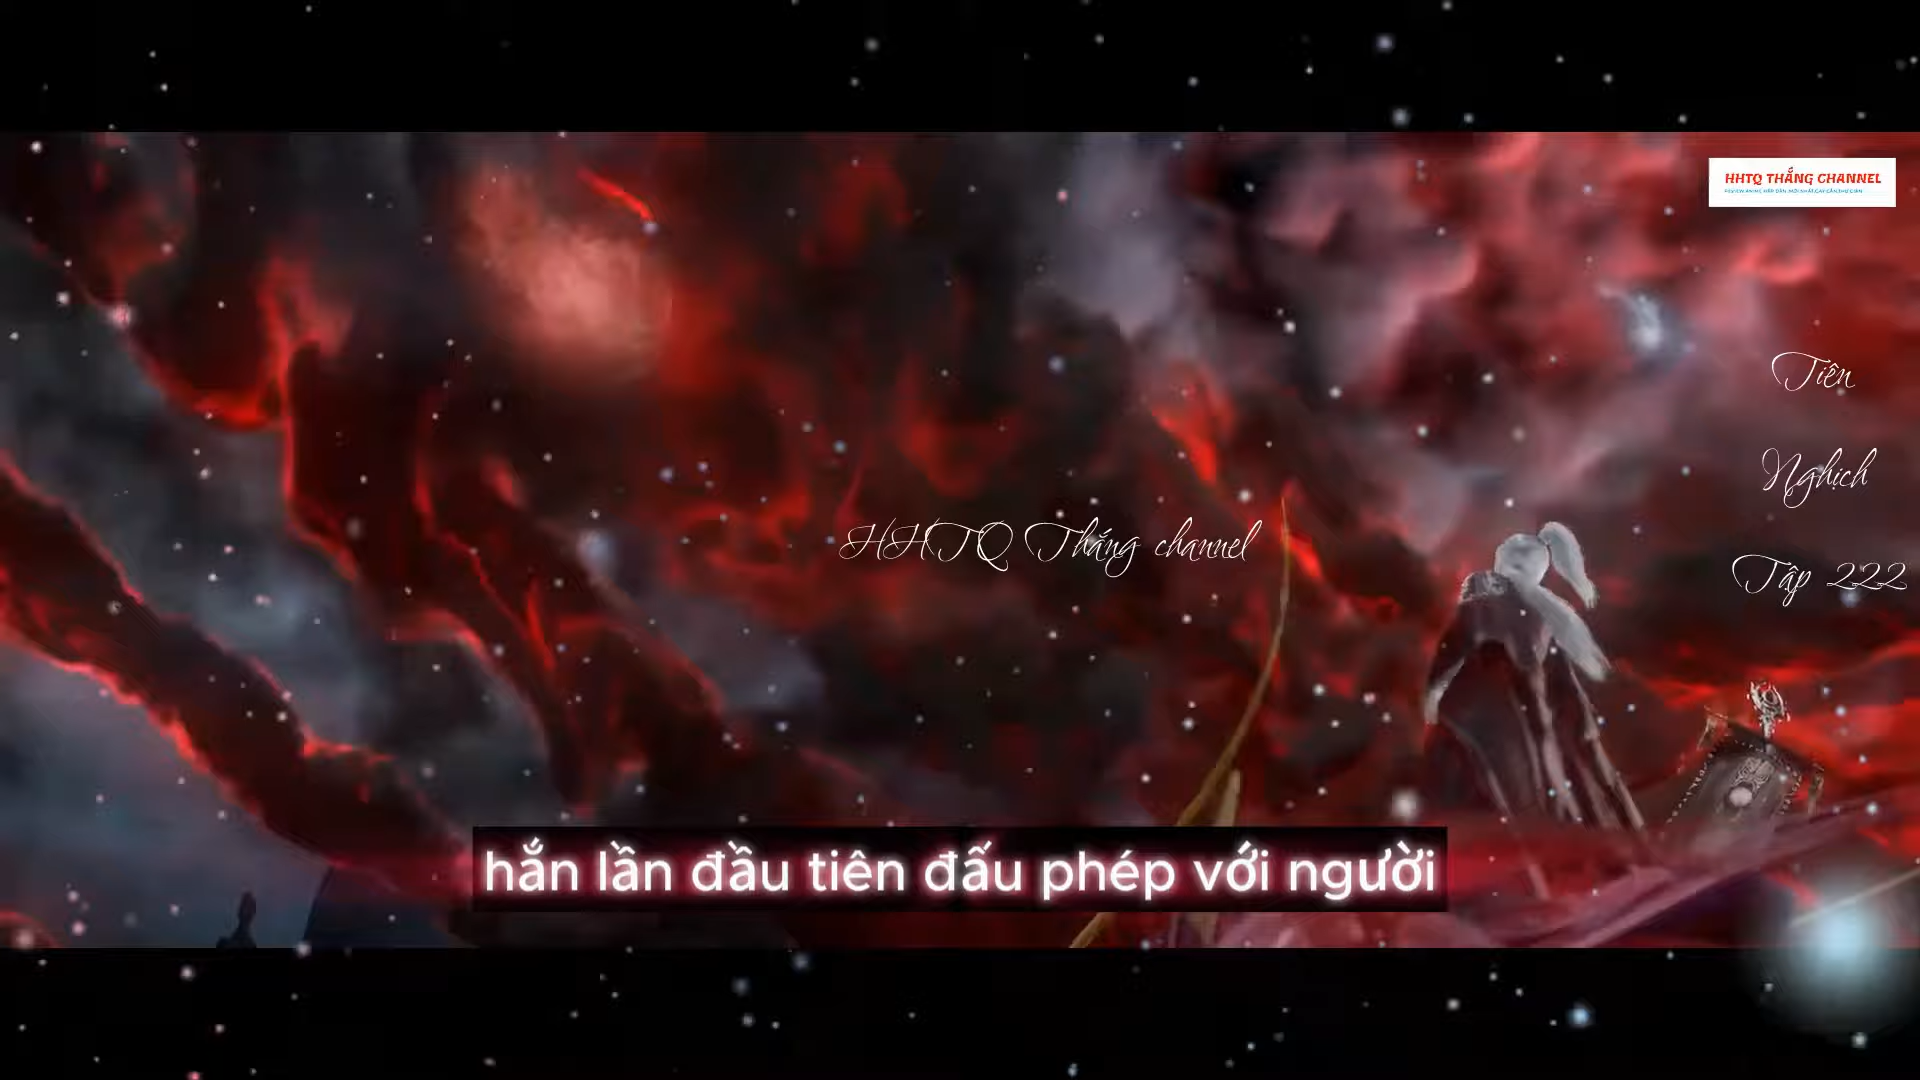 HHTQ THẮNG CHANNEL
Tiên
Nghịch
Tập 222
HHTQ Thắng channel
hắn lần đầu tiên đấu phép với người